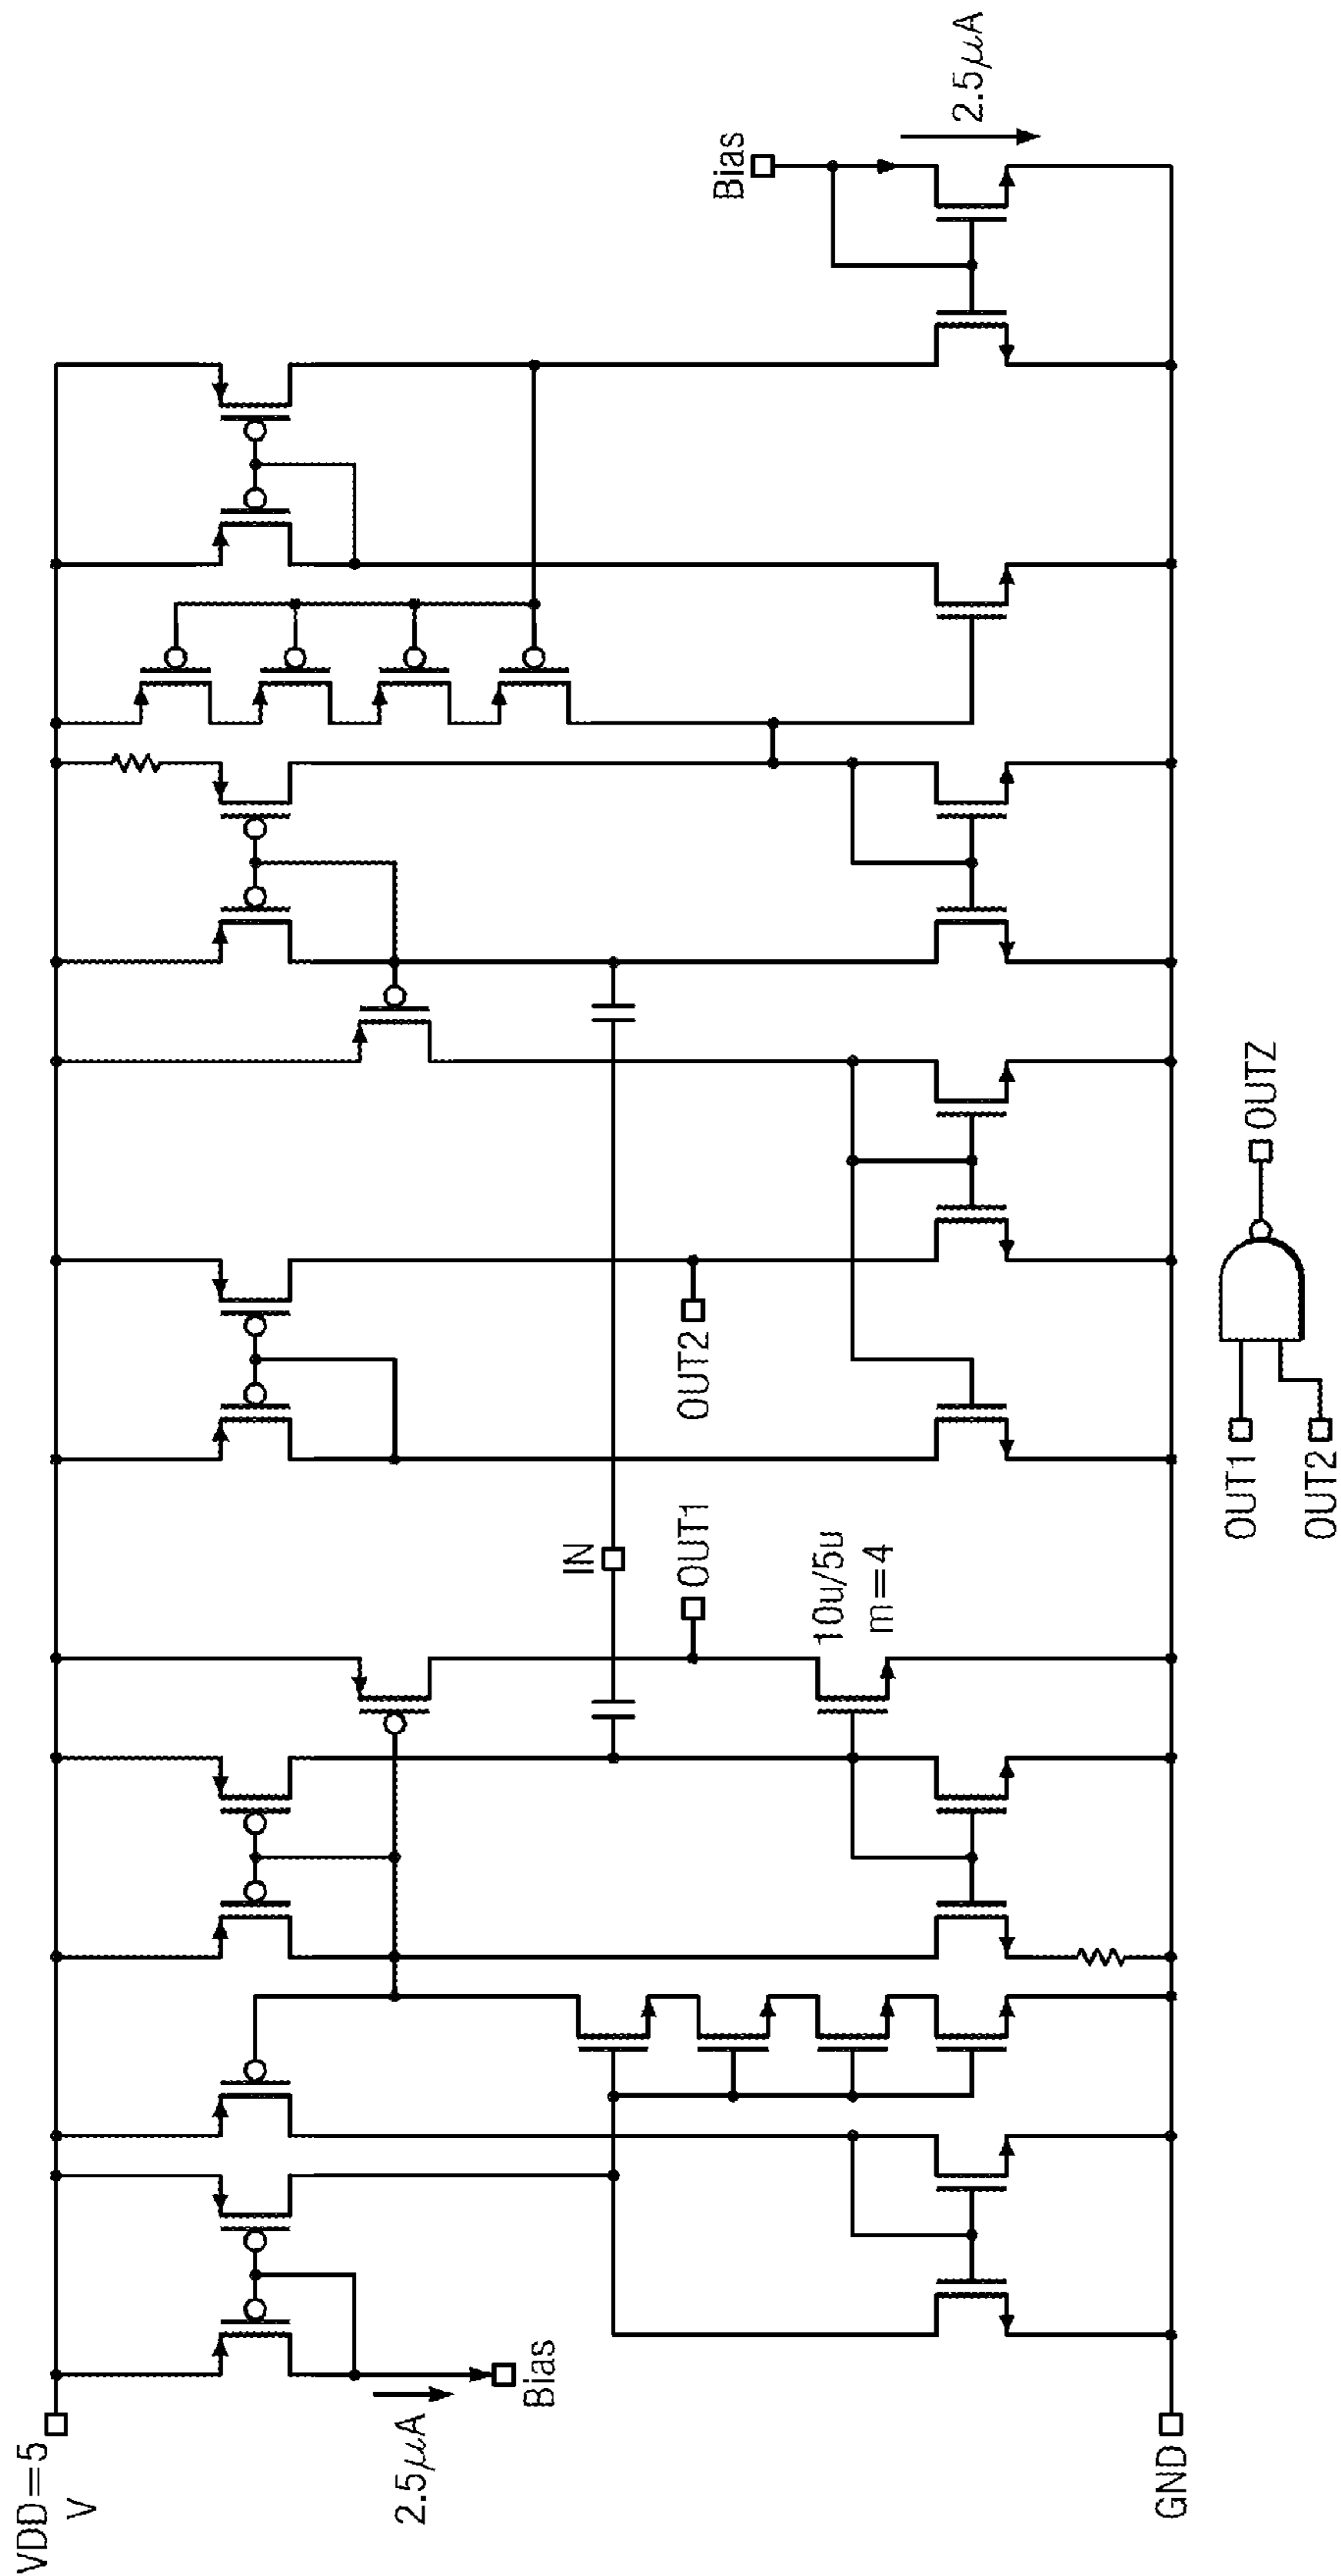 VDD=5
V
2.5μA
Bias
GND
IN
OUT1
10u/5u
m=4
OUT2
Bias
2.5μA
OUT1
OUT2
OUTZ